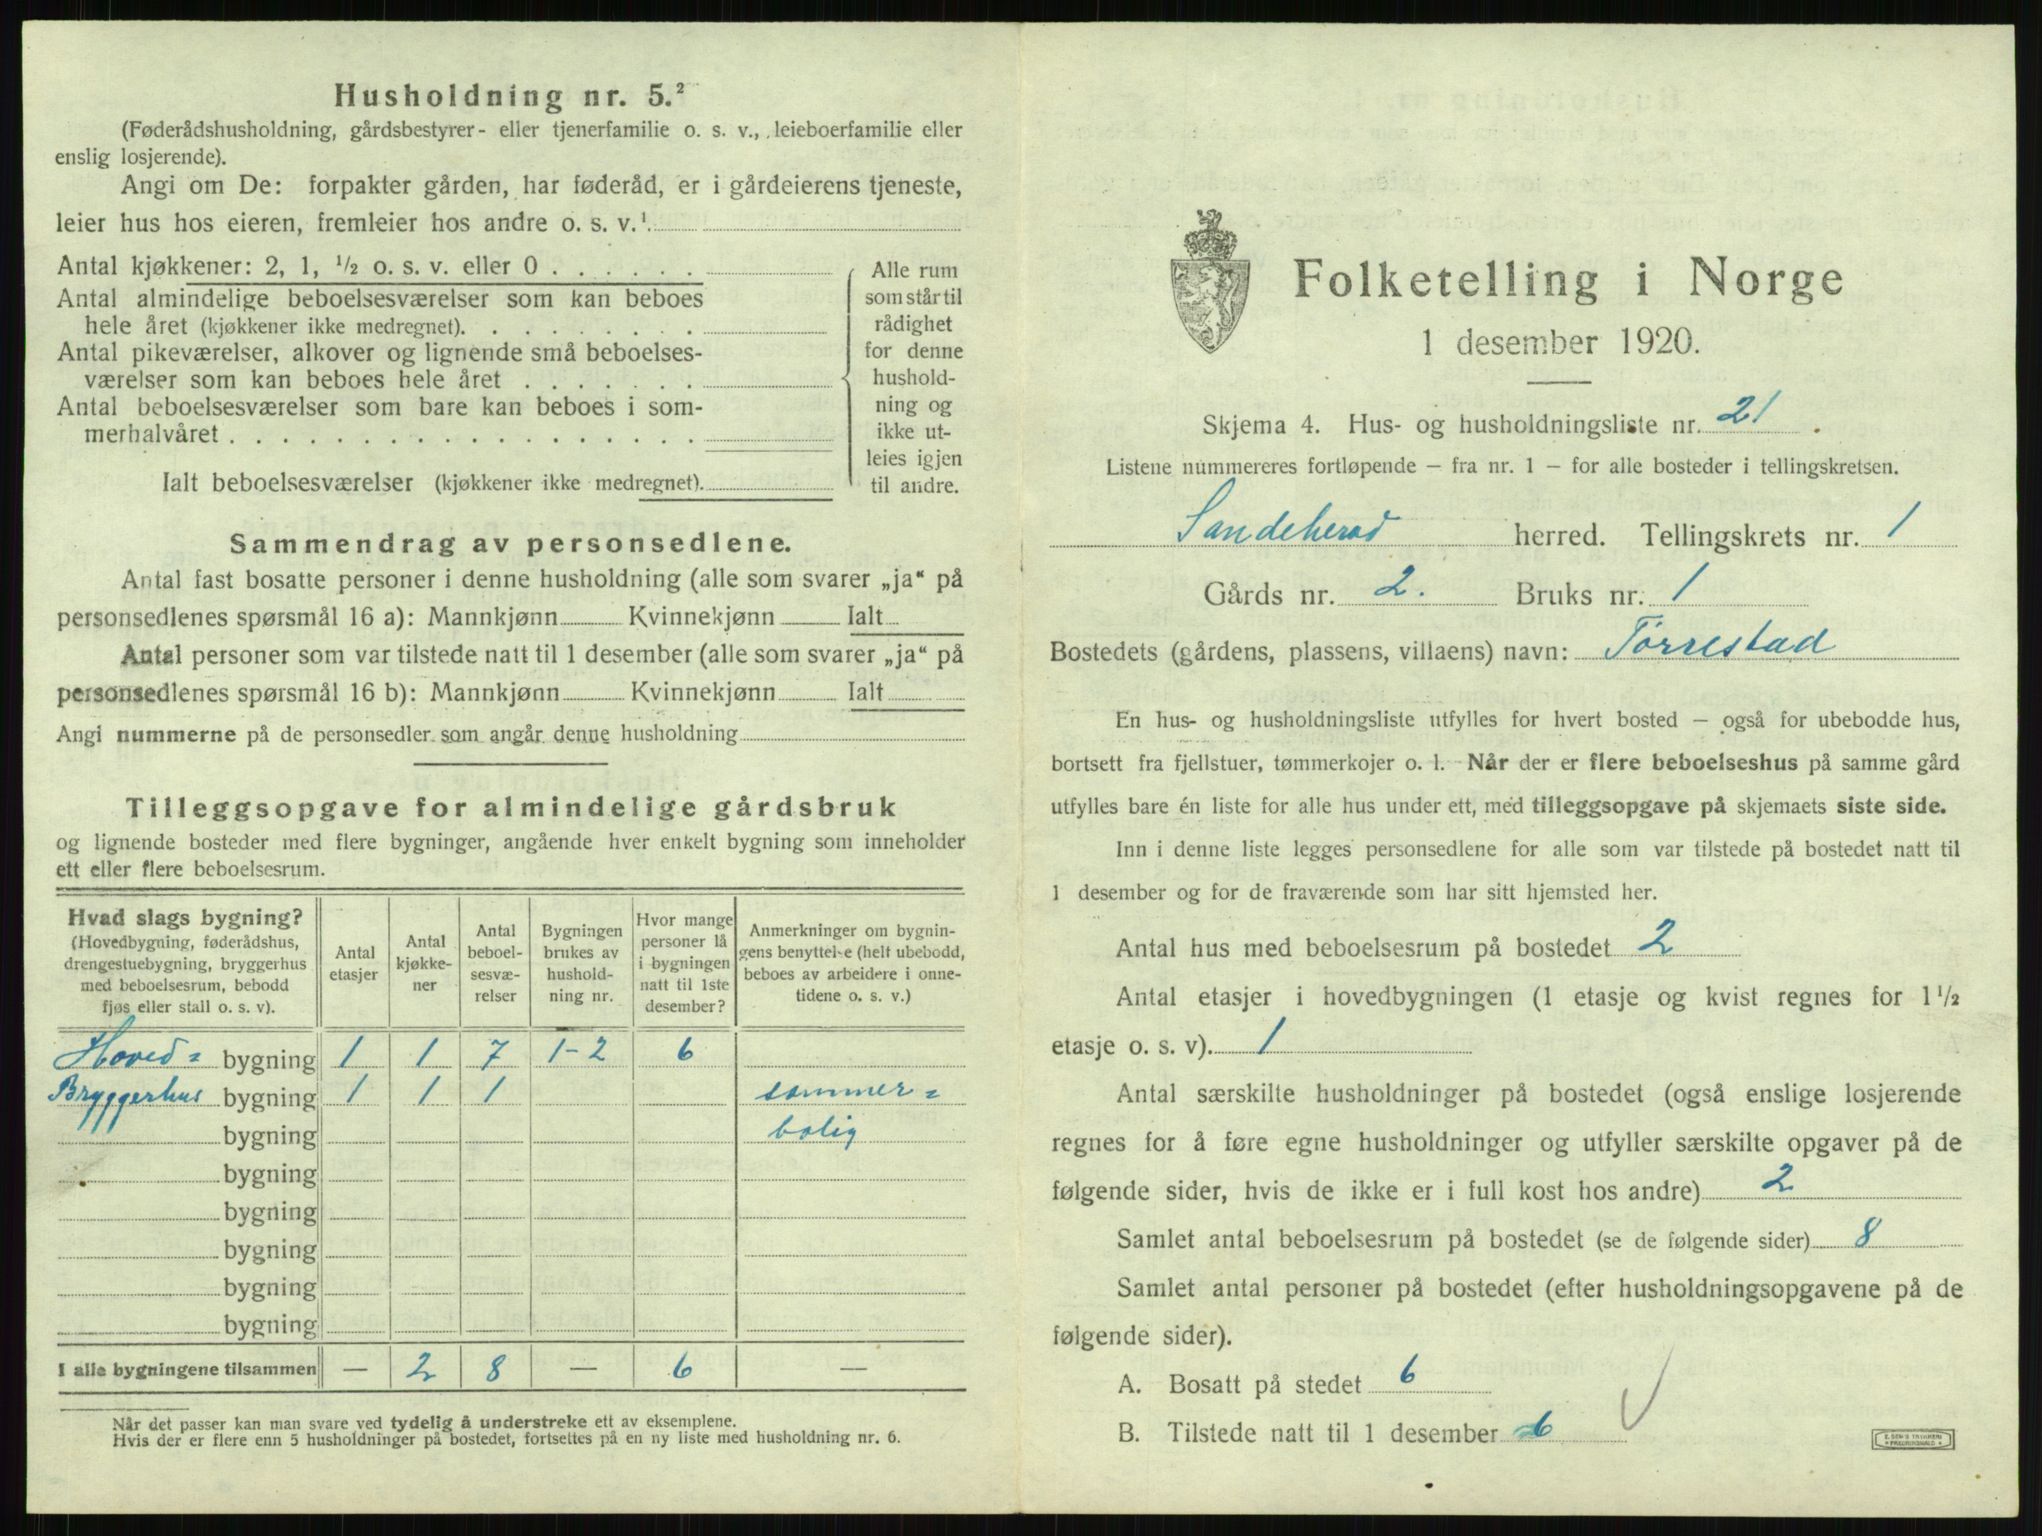 Husholdning nr. 5.²
(Føderådshusholdning, gårdsbestyrer- eller tjenerfamilie o. s. v., leieboerfamilie eller
enslig losjerende).
Angi om De: forpakter gården, har føderåd, er i gårdeierens tjeneste,
leier hus hos eieren, fremleier hos andre o. s. v.¹
Antal kjøkkener: 2, 1, ½ o. s. v. eller 0 . . . . . .
Antal almindelige beboelsesværelser som kan beboes
hele året (kjøkkener ikke medregnet). . . . . . . . .
Antal pikeværelser, alkover og lignende små beboelses-
værelser som kan beboes hele året . . . . . . .
Antal beboelsesværelser som bare kan beboes i som-
merhalvåret . . . . . . . . . . . . . . . . . .
Ialt beboelsesværelser (kjøkkener ikke medregnet).
Alle rum
som står til
rådighet
for denne
hushold-
ning og
ikke ut-
leies igjen
til andre.
Sammendrag av personsedlene.
Antal fast bosatte personer i denne husholdning (alle som svarer „ja“ på
personsedlenes spørsmål 16 a): Mannkjønn Kvinnekjønn Ialt
Antal personer som var tilstede natt til 1 desember (alle som svarer „ja“ på
personsedlenes spørsmål 16 b): Mannkjønn Kvinnekjønn Ialt
Angi nummerne på de personsedler som angår denne husholdning
Tilleggsopgave for almindelige gårdsbruk
og lignende bosteder med flere bygninger, angående hver enkelt bygning som inneholder
ett eller flere beboelsesrum.
Hvad slags bygning?
(Hovedbygning, føderådshus,
drengestuebygning, bryggerhus
med beboelsesrum, bebodd
fjøs eller stall o. s. v).
Antal
etasjer
Antal
kjøkke-
ner
Antal
beboel-
sesvæ-
relser
Bygningen
brukes av
hushold-
ning nr.
Hvor mange
personer lå
i bygningen
natt til 1ste
desember?
Anmerkninger om bygnin-
gens benyttelse (helt ubebodd,
beboes av arbeidere i onne-
tidene o. s. v.)
Hoved= bygning 1 1 7 1-2 6
Bryggerhus bygning 1 1 1 sommer=
bygning bolig
bygning
bygning
bygning
bygning
bygning
I alle bygningene tilsammen — 2 8 — 6 —
Når det passer kan man svare ved tydelig å understreke ett av eksemplene.
Hvis der er flere enn 5 husholdninger på bostedet, fortsettes på en ny liste med husholdning nr. 6.
Folketelling i Norge
1 desember 1920.
Skjema 4. Hus- og husholdningsliste nr. 21.
Listene nummereres fortløpende – fra nr. 1 – for alle bosteder i tellingskretsen.
Sandeherad herred. Tellingskrets nr. 1
Gårds nr. 2. Bruks nr. 1
Bostedets (gårdens, plassens, villaens) navn: Torrestad
En hus- og husholdningsliste utfylles for hvert bosted – også for ubebodde hus,
bortsett fra fjellstuer, tømmerkojer o. l. Når der er flere beboelseshus på samme gård
utfylles bare én liste for alle hus under ett, med tilleggsopgave på skjemaets siste side.
Inn i denne liste legges personsedlene for alle som var tilstede på bostedet natt til
1 desember og for de fraværende som har sitt hjemsted her.
Antal hus med beboelsesrum på bostedet 2
Antal etasjer i hovedbygningen (1 etasje og kvist regnes for 1½
etasje o. s. v). 1
Antal særskilte husholdninger på bostedet (også enslige losjerende
regnes for å føre egne husholdninger og utfyller særskilte opgaver på de
følgende sider, hvis de ikke er i full kost hos andre) 2
Samlet antal beboelsesrum på bostedet (se de følgende sider) 8
Samlet antal personer på bostedet (efter husholdningsopgavene på de
følgende sider).
A. Bosatt på stedet 6
B. Tilstede natt til 1 desember 6